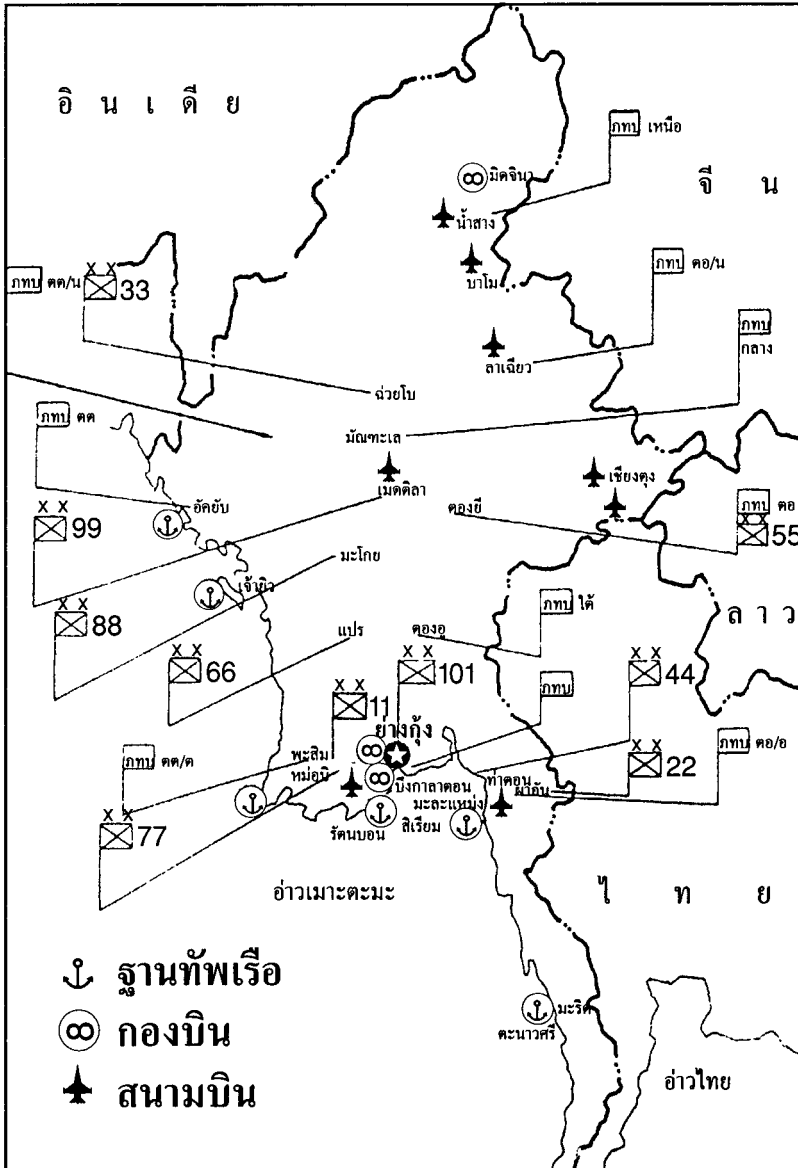 อินเดีย
ภทบ เหนือ
มิตจินา
จีน
น้ำสาง
ภทบ ตอ/น
X X
ภทบ ตต/น
33
บาโม
ภทบ
กลาง
ลาเฉียว
ฉ่วยโบ
ภทบ ตต
มัณฑะเล
เชียงตุง
เมดติลา
X X
99
อัคยับ
ตองยี
ภทบ ตอ
X X
55
มะโกย
เจ้าผิว
X X
88
ภทบ ใต้
ลาว
แปร
ตองอู
X X
66
X X
101
X X
44
X X
11
ภทบ
ย่างกุ้ง
ภทบ ตต/ต
พะสิม
หม่อบิ
X X
22
ภทบ ตอ/อ
บึงกาลาดอน
ท่าตอน
ผาอัน
มะละแหม่ง
X X
77
รัตนบอน
สิเรียม
อ่าวเมาะตะมะ
ไทย
ฐานทัพเรือ
กองบิน
สนามบิน
มะริด
ตะนาวศรี
อ่าวไทย